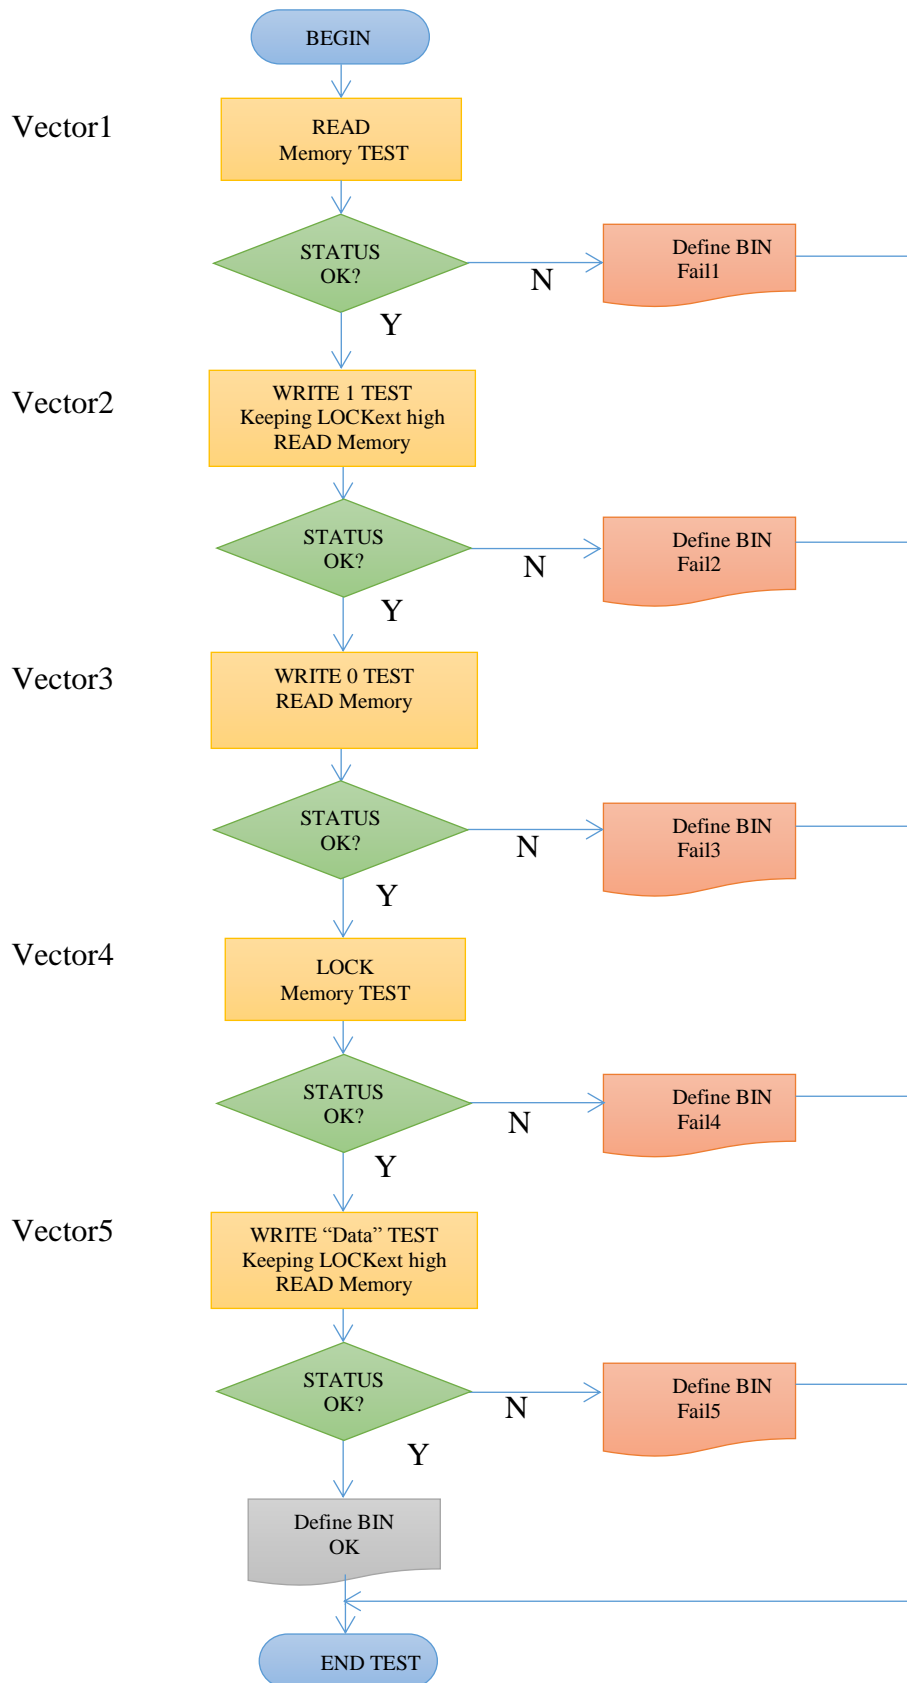 BEGIN
Vector1
READ
Memory TEST
STATUS
OK?
N
Define BIN
Fail1
Y
Vector2
WRITE 1 TEST
Keeping LOCKext high
READ Memory
STATUS
OK?
N
Define BIN
Fail2
Y
Vector3
WRITE 0 TEST
READ Memory
STATUS
OK?
N
Define BIN
Fail3
Y
Vector4
LOCK
Memory TEST
STATUS
OK?
N
Define BIN
Fail4
Y
Vector5
WRITE “Data” TEST
Keeping LOCKext high
READ Memory
STATUS
OK?
N
Define BIN
Fail5
Y
Define BIN
OK
END TEST